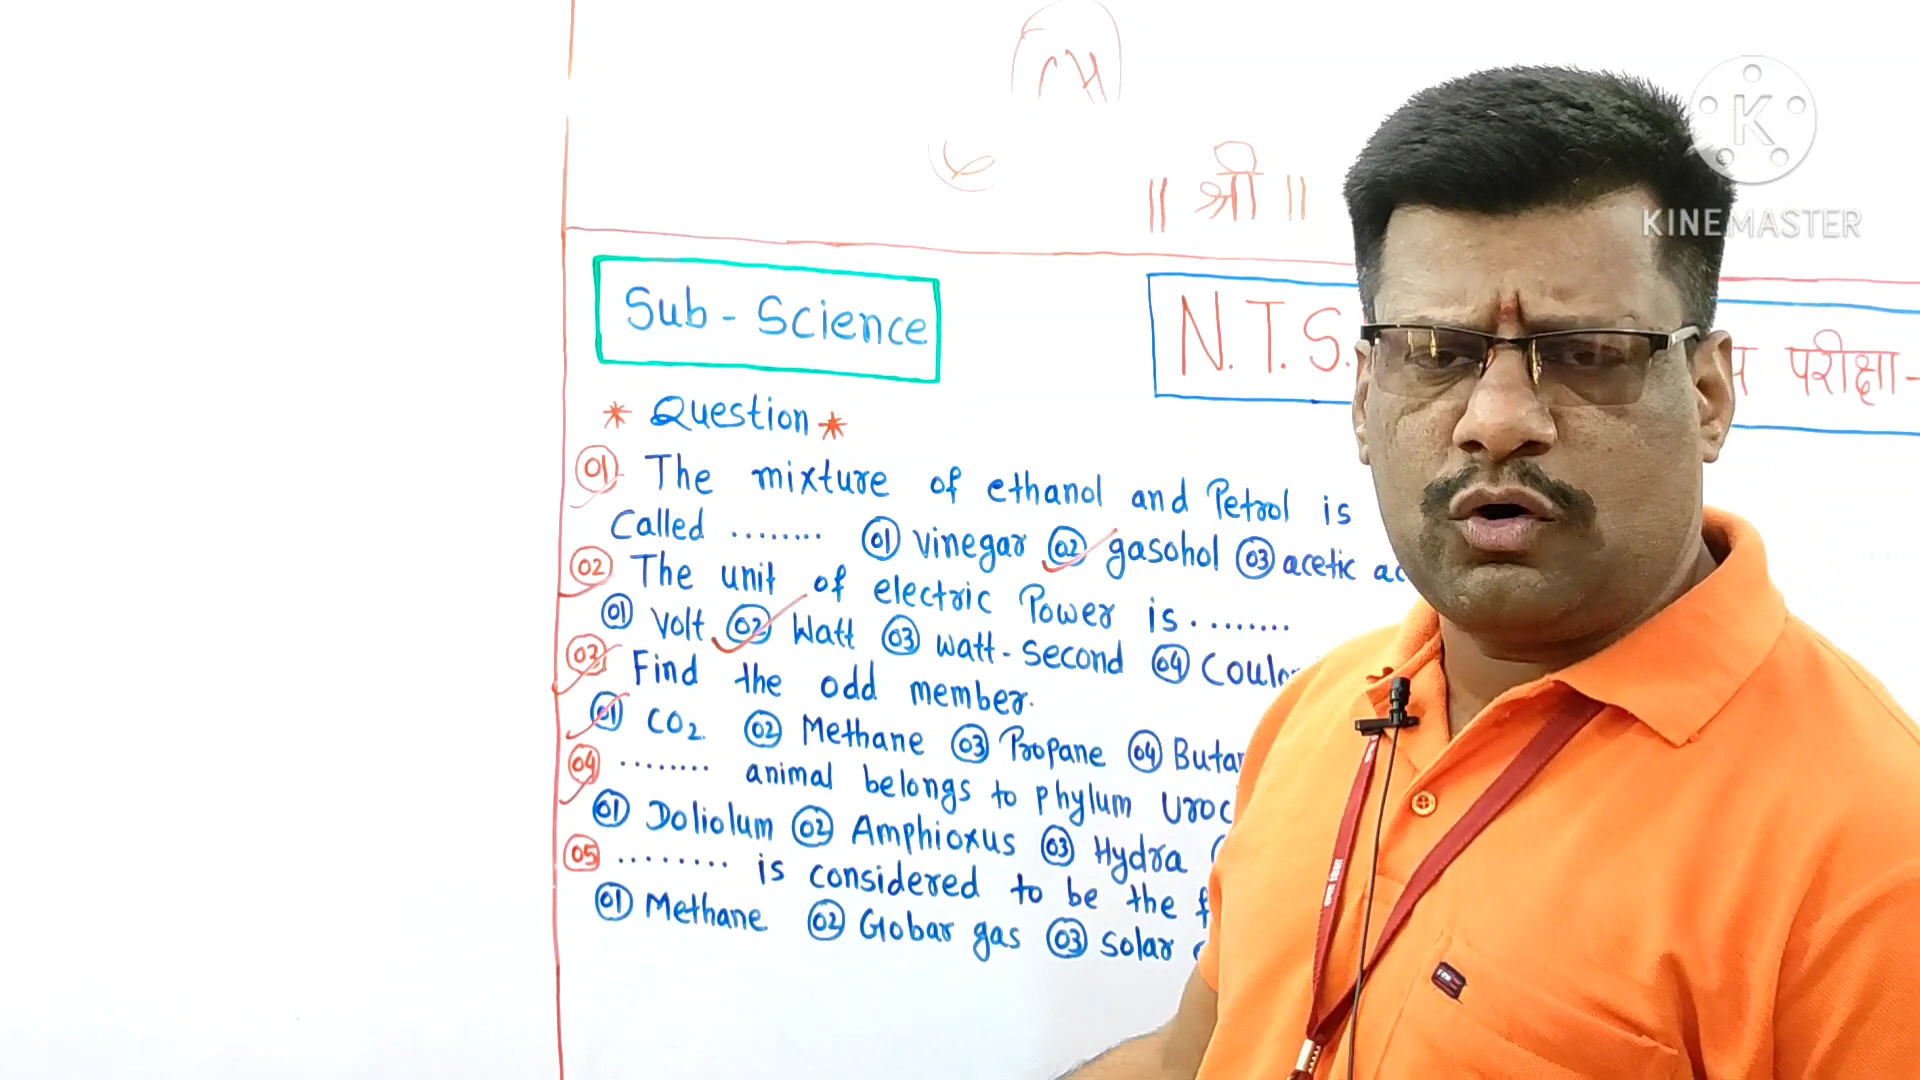 ॥ श्री ॥
KINEMASTER
Sub - Science
N.T.S.
परीक्षा-
* Question *
01 The mixture of ethanol and Petrol is
Called ........ 01 vinegar 02 gasohol 03 acetic
02 The unit of electric Power is ........
01 Volt 02 Watt 03 watt-second 04
03 Find the odd member.
01 CO2 02 Methane 03 Propane 04
04 ........ animal belongs to phylum
01 Doliolum 02 Amphioxus 03 Hydra
05 ........ is considered to be the
01 Methane 02 Gobar gas 03 Solar